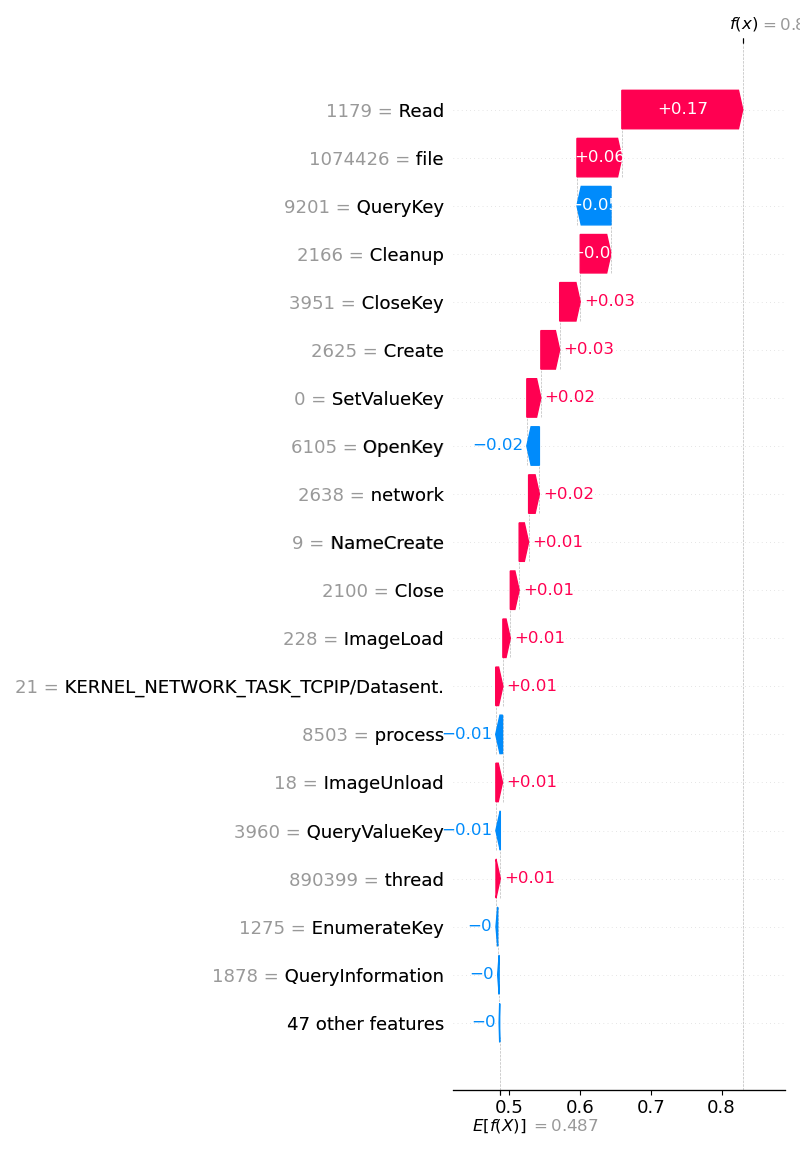 f(x) = 0.8
1179 = Read
+0.17
1074426 = file
+0.06
9201 = QueryKey
−0.05
2166 = Cleanup
3951 = CloseKey
+0.03
2625 = Create
+0.03
0 = SetValueKey
+0.02
6105 = OpenKey
−0.02
2638 = network
+0.02
9 = NameCreate
+0.01
2100 = Close
+0.01
228 = ImageLoad
+0.01
21 = KERNEL_NETWORK_TASK_TCPIP/Datasent.
+0.01
8503 = process
−0.01
18 = ImageUnload
+0.01
3960 = QueryValueKey
−0.01
890399 = thread
+0.01
1275 = EnumerateKey
−0
1878 = QueryInformation
−0
47 other features
−0
0.5 0.6 0.7 0.8
E[f(X)] = 0.487